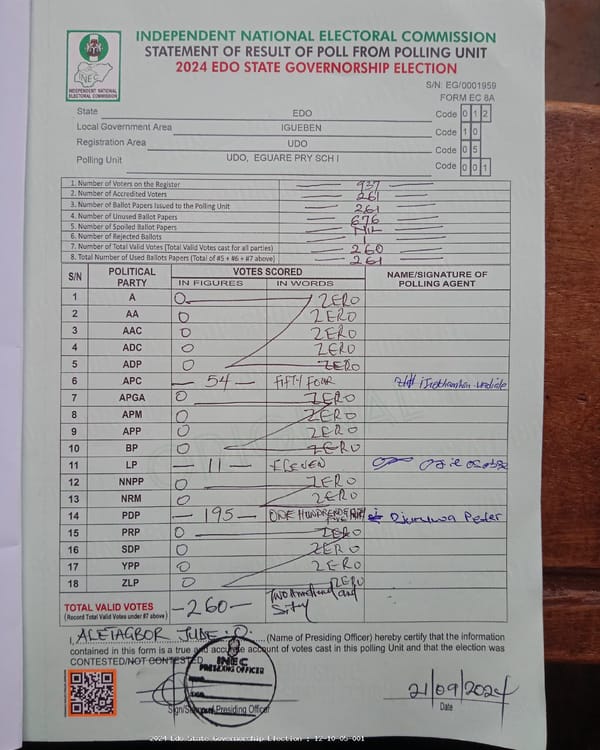 INDEPENDENT NATIONAL ELECTORAL COMMISSION
STATEMENT OF RESULT OF POLL FROM POLLING UNIT
2024 EDO STATE GOVERNORSHIP ELECTION
INEC
INDEPENDENT NATIONAL ELECTORAL COMMISSION
S/N: EG/0001959
FORM EC 8A
State EDO Code 0 1 2
Local Government Area IGUEBEN Code 1 0
Registration Area UDO Code 0 5
Polling Unit UDO, EGUARE PRY SCH I Code 0 0 1
1. Number of Voters on the Register 937
2. Number of Accredited Voters 261
3. Number of Ballot Papers Issued to the Polling Unit 261
4. Number of Unused Ballot Papers 676
5. Number of Spoiled Ballot Papers NIL
6. Number of Rejected Ballots 1
7. Number of Total Valid Votes (Total Valid Votes cast for all parties) 260
8. Total Number of Used Ballots Papers (Total of #5 + #6 + #7 above) 261
S/N POLITICAL PARTY VOTES SCORED NAME/SIGNATURE OF POLLING AGENT
IN FIGURES IN WORDS
1 A 0 ZERO
2 AA 0 ZERO
3 AAC 0 ZERO
4 ADC 0 ZERO
5 ADP 0 ZERO
6 APC — 54 — FIFTY FOUR
7 APGA 0 ZERO
8 APM 0 ZERO
9 APP 0 ZERO
10 BP 0 ZERO
11 LP — 11 — ELEVEN
12 NNPP 0 ZERO
13 NRM 0 ZERO
14 PDP — 195 — ONE Peter
15 PRP 0 ZERO
16 SDP 0 ZERO
17 YPP 0 ZERO
18 ZLP 0 ZERO
TOTAL VALID VOTES — 260 — Two hundred and
(Record Total Valid Votes under #7 above)
I, JUDE O. (Name of Presiding Officer) hereby certify that the information
contained in this form is a true and accurate account of votes cast in this polling Unit and that the election was
CONTESTED/NOT CONTESTED
INEC
PRESIDING OFFICER
Presiding Officer
21/09/2024
Date
2024 Edo State Governorship Election : 12-10-05-001